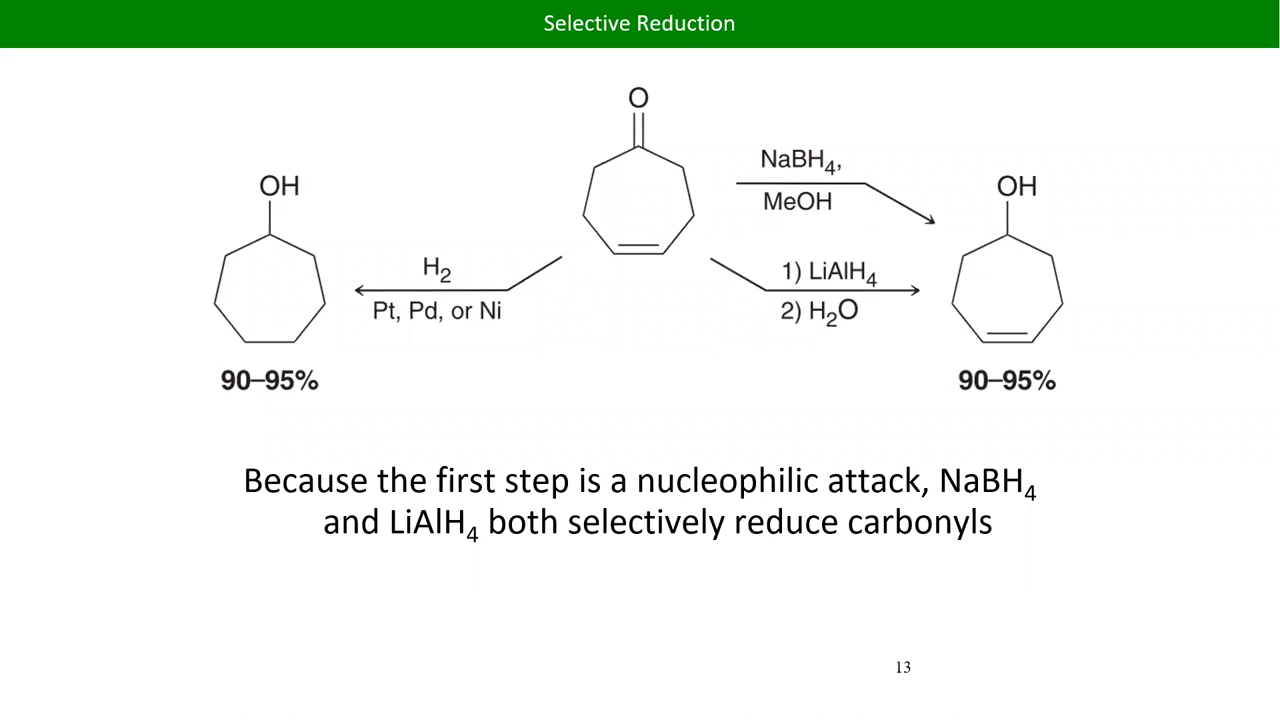 Selective Reduction
O
NaBH₄,
MeOH
OH
OH
H₂
Pt, Pd, or Ni
1) LiAlH₄
2) H₂O
90–95%
90–95%
Because the first step is a nucleophilic attack, NaBH₄
and LiAlH₄ both selectively reduce carbonyls
13